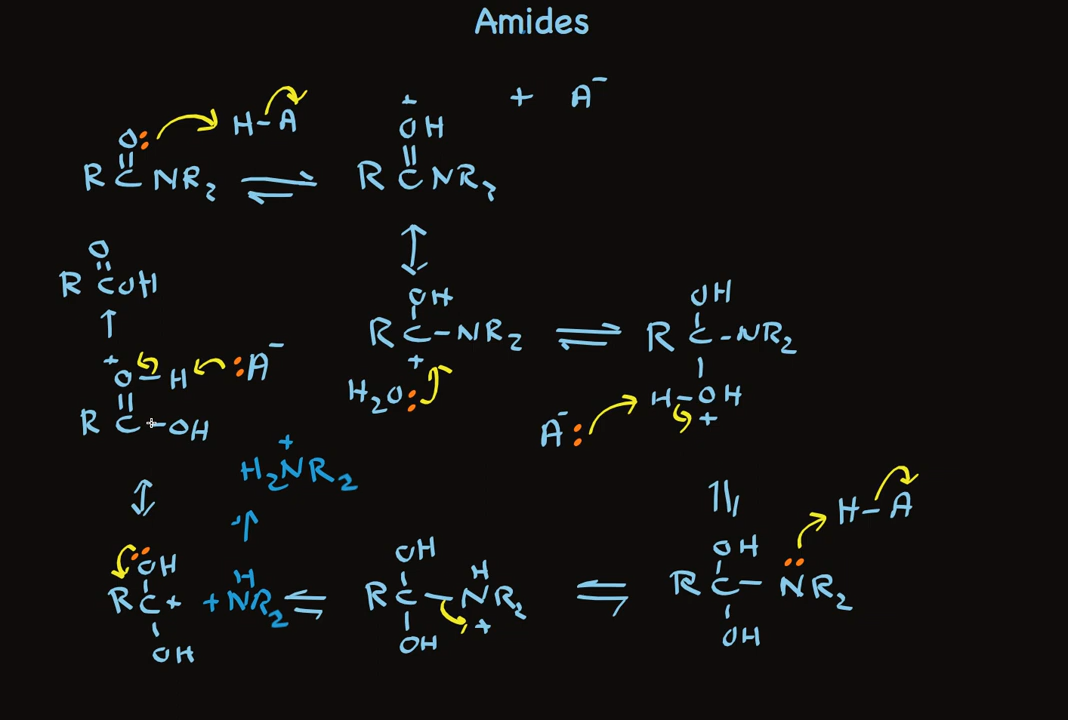 Amides
O: H-A
R C NR2 ⇌
+
OH
R C NR2
+ A⁻
O
R C OH
↑
+
O-H :A⁻
R C-OH
↕
OH
R C-NR2
+
H2O:
⇌
OH
R C-NR2
H-OH
+
A⁻:
⇌
OH H-A
R C- NR2
OH
⇌
OH H
R C-NR2
OH +
⇌
OH H
R C+ + NR2
OH
↑
+
H2NR2
↕